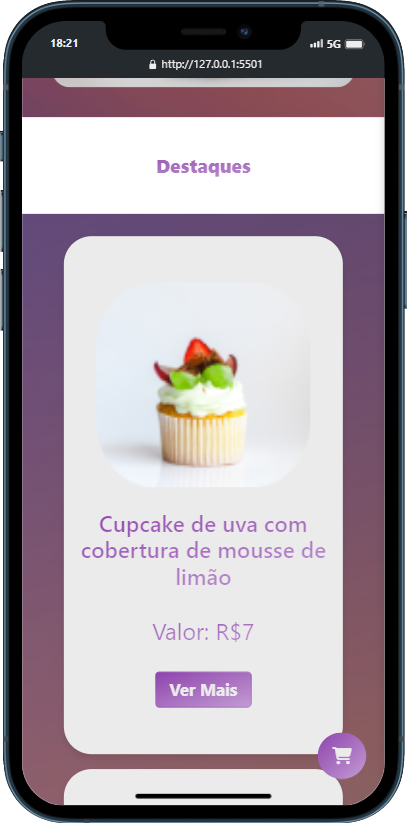 18:21
5G
http://127.0.0.1:5501
Destaques
Cupcake de uva com
cobertura de mousse de
limão
Valor: R$7
Ver Mais